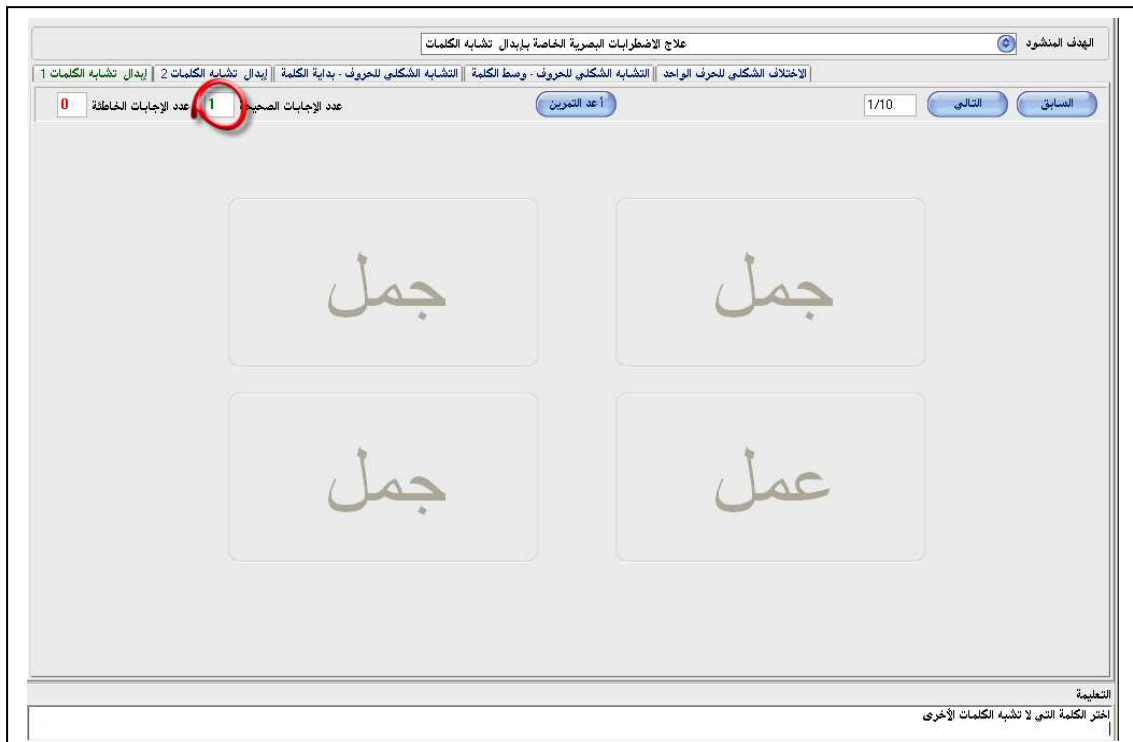 الهدف المنشود علاج الاضطرابات البصرية الخاصة بإبدال تشابه الكلمات
الاختلاف الشكلي للحرف الواحد التشابه الشكلي للحروف - وسط الكلمة التشابه الشكلي للحروف - بداية الكلمة إبدال تشابه الكلمات 2 إبدال تشابه الكلمات 1
السابق التالي 1/10 أعد التمرين عدد الإجابات الصحيحة 1 عدد الإجابات الخاطئة 0
جمل جمل
عمل جمل
التعليمة
اختر الكلمة التي لا تشبه الكلمات الأخرى